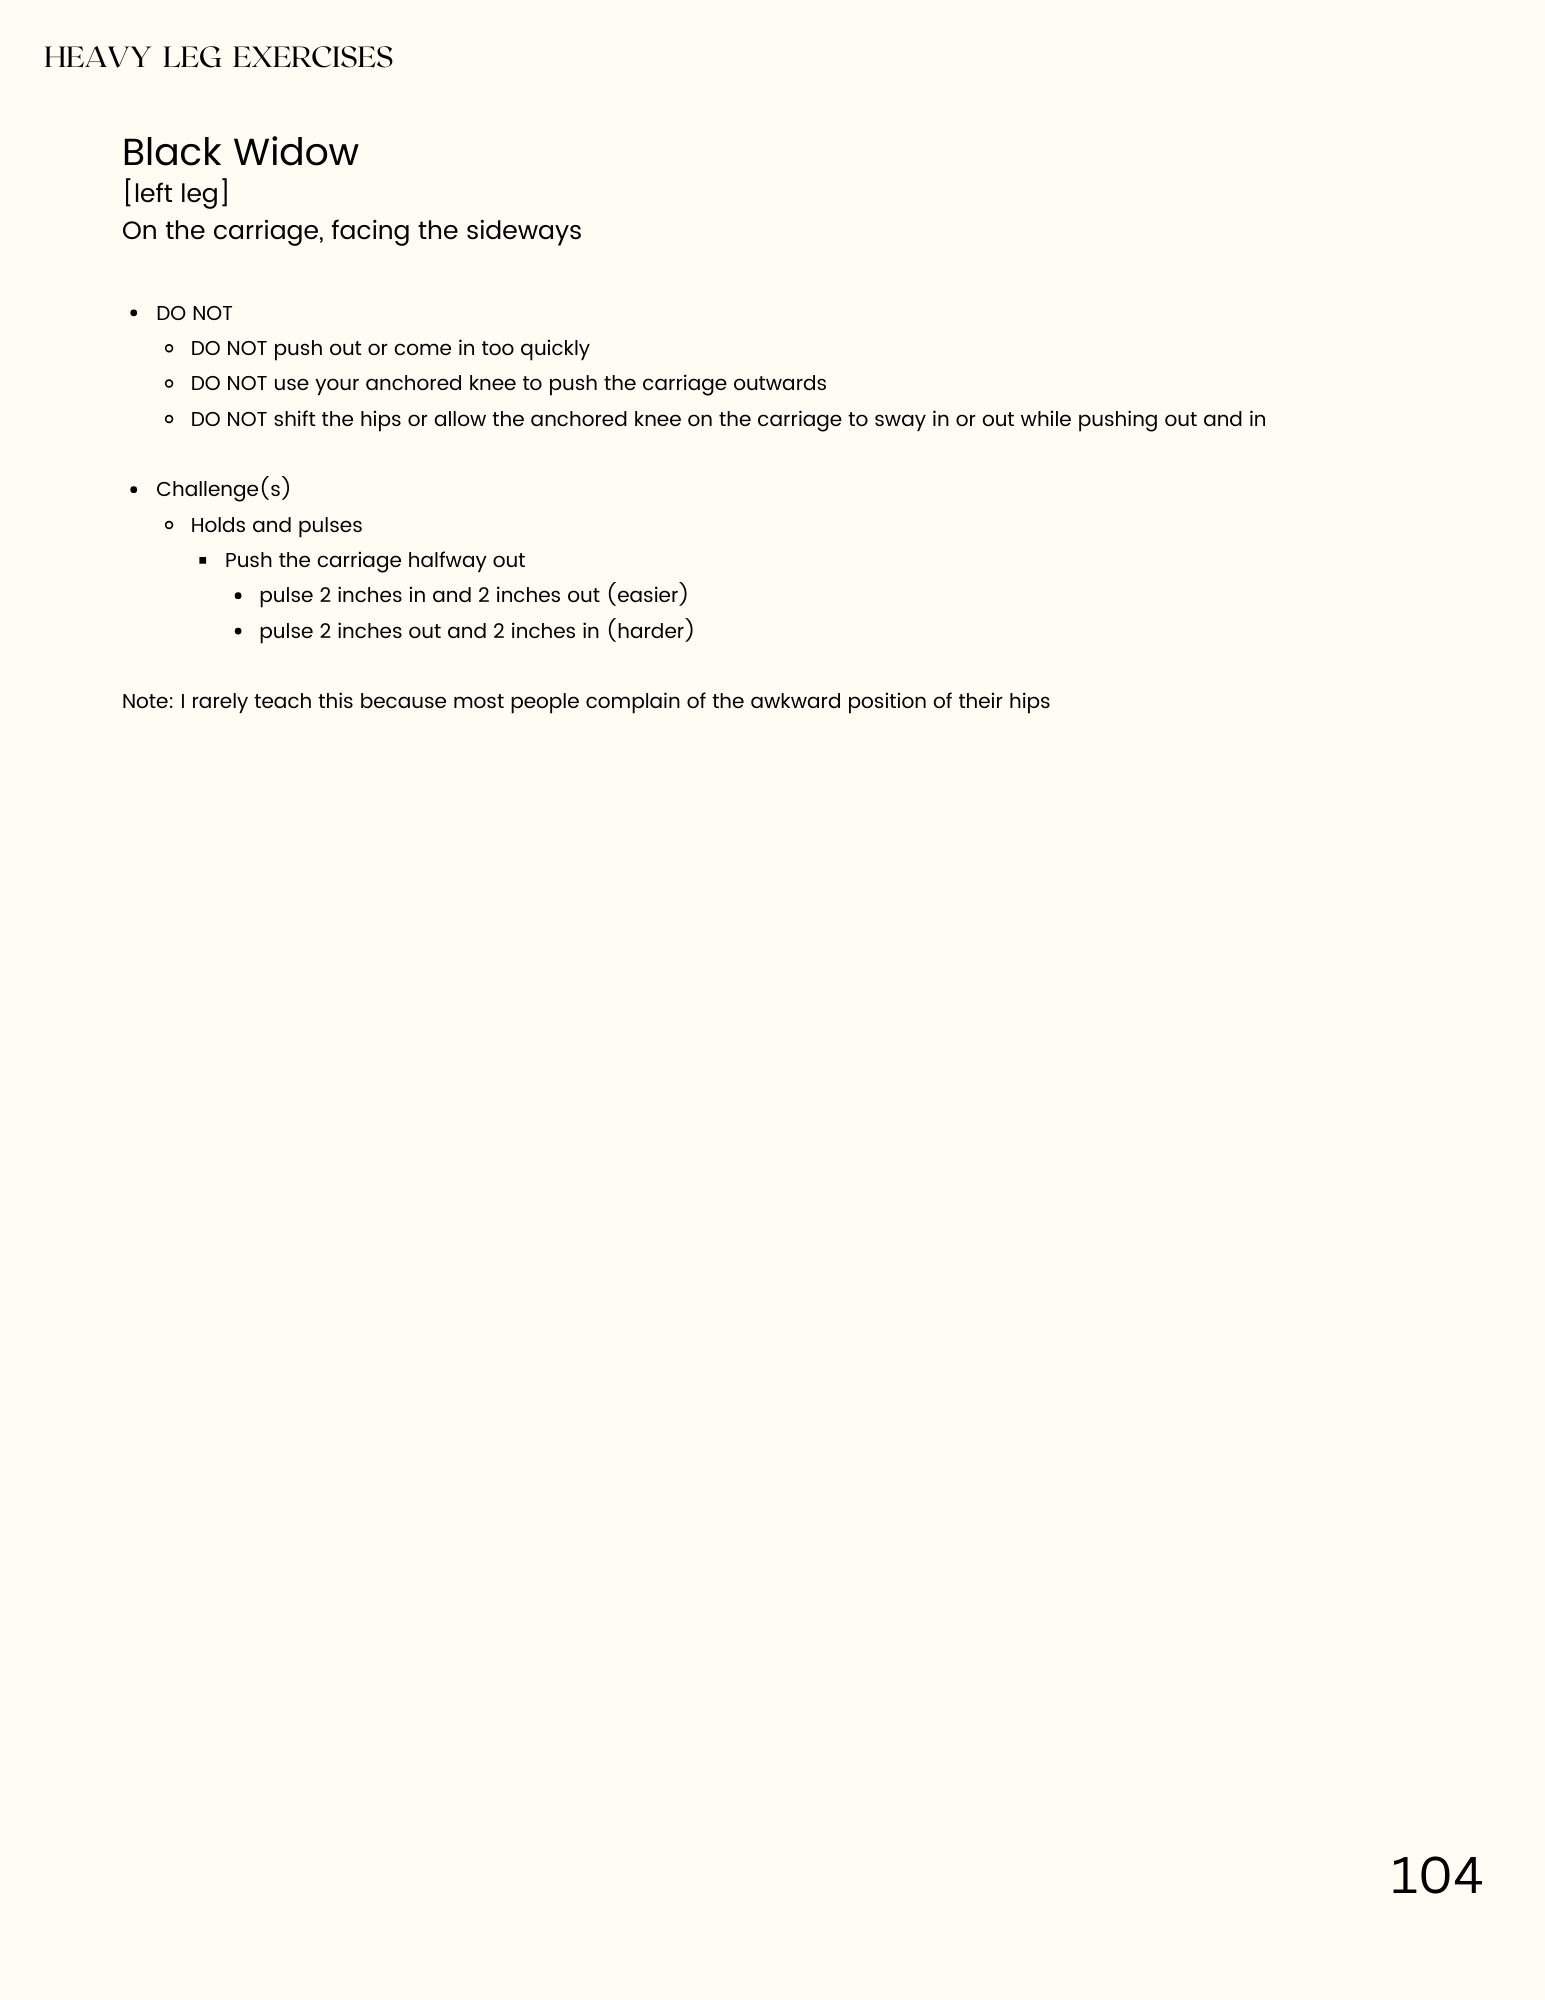 HEAVY LEG EXERCISES
Black Widow
[left leg]
On the carriage, facing the sideways
• DO NOT
◦ DO NOT push out or come in too quickly
◦ DO NOT use your anchored knee to push the carriage outwards
◦ DO NOT shift the hips or allow the anchored knee on the carriage to sway in or out while pushing out and in
• Challenge(s)
◦ Holds and pulses
▪ Push the carriage halfway out
• pulse 2 inches in and 2 inches out (easier)
• pulse 2 inches out and 2 inches in (harder)
Note: I rarely teach this because most people complain of the awkward position of their hips
104